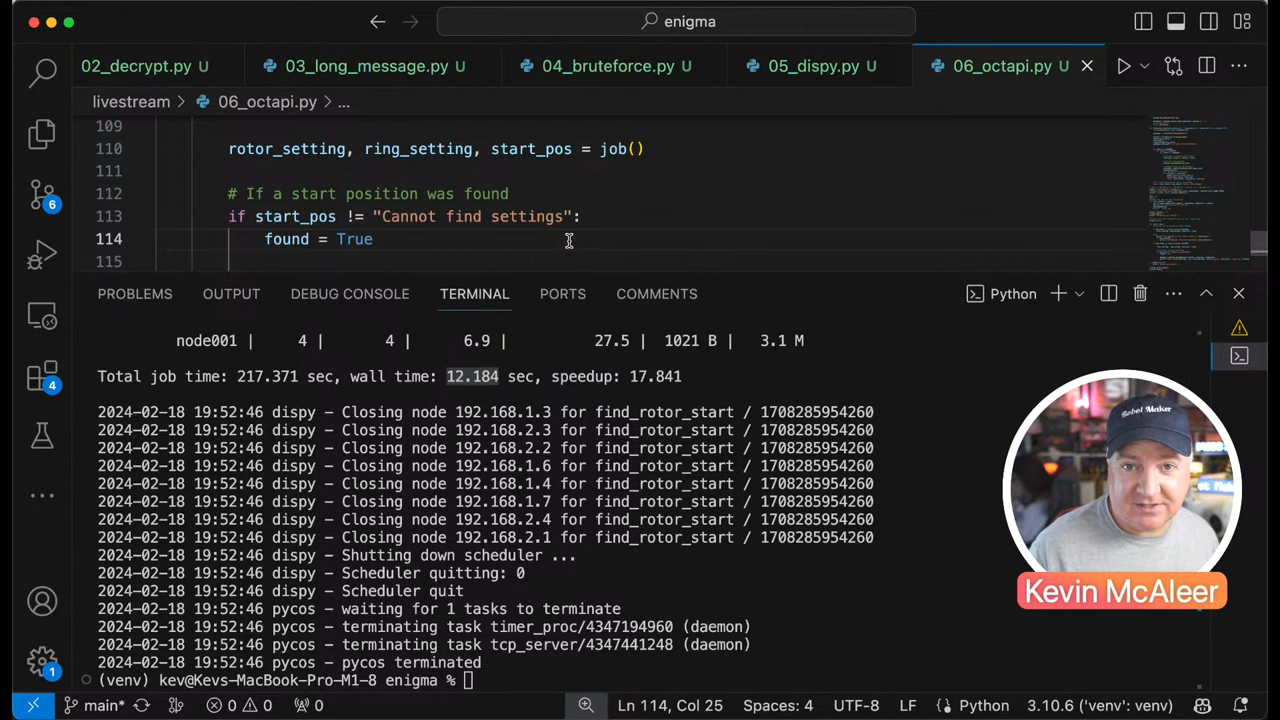 enigma
02_decrypt.py U
03_long_message.py U
04_bruteforce.py U
05_dispy.py U
06_octapi.py U
livestream > 06_octapi.py > ...
109
110 rotor_setting, ring_setting start_pos = job()
111
112 # If a start position was found
113 if start_pos != "Cannot find settings":
114 found = True
115
PROBLEMS OUTPUT DEBUG CONSOLE TERMINAL PORTS COMMENTS Python
node001 | 4 | 4 | 6.9 | 27.5 | 1021 B | 3.1 M
Total job time: 217.371 sec, wall time: 12.184 sec, speedup: 17.841
2024-02-18 19:52:46 dispy - Closing node 192.168.1.3 for find_rotor_start / 1708285954260
2024-02-18 19:52:46 dispy - Closing node 192.168.2.3 for find_rotor_start / 1708285954260
2024-02-18 19:52:46 dispy - Closing node 192.168.2.2 for find_rotor_start / 1708285954260
2024-02-18 19:52:46 dispy - Closing node 192.168.1.6 for find_rotor_start / 1708285954260
2024-02-18 19:52:46 dispy - Closing node 192.168.1.4 for find_rotor_start / 1708285954260
2024-02-18 19:52:46 dispy - Closing node 192.168.1.7 for find_rotor_start / 1708285954260
2024-02-18 19:52:46 dispy - Closing node 192.168.2.4 for find_rotor_start / 1708285954260
2024-02-18 19:52:46 dispy - Closing node 192.168.2.1 for find_rotor_start / 1708285954260
2024-02-18 19:52:46 dispy - Shutting down scheduler ...
2024-02-18 19:52:46 dispy - Scheduler quitting: 0
2024-02-18 19:52:46 dispy - Scheduler quit
2024-02-18 19:52:46 pycos - waiting for 1 tasks to terminate
2024-02-18 19:52:46 pycos - terminating task timer_proc/4347194960 (daemon)
2024-02-18 19:52:46 pycos - terminating task tcp_server/4347441248 (daemon)
2024-02-18 19:52:46 pycos - pycos terminated
(venv) kev@Kevs-MacBook-Pro-M1-8 enigma %
6
4
1
Robot Maker
Kevin McAleer
main* 0 0 0 Ln 114, Col 25 Spaces: 4 UTF-8 LF Python 3.10.6 ('venv': venv)